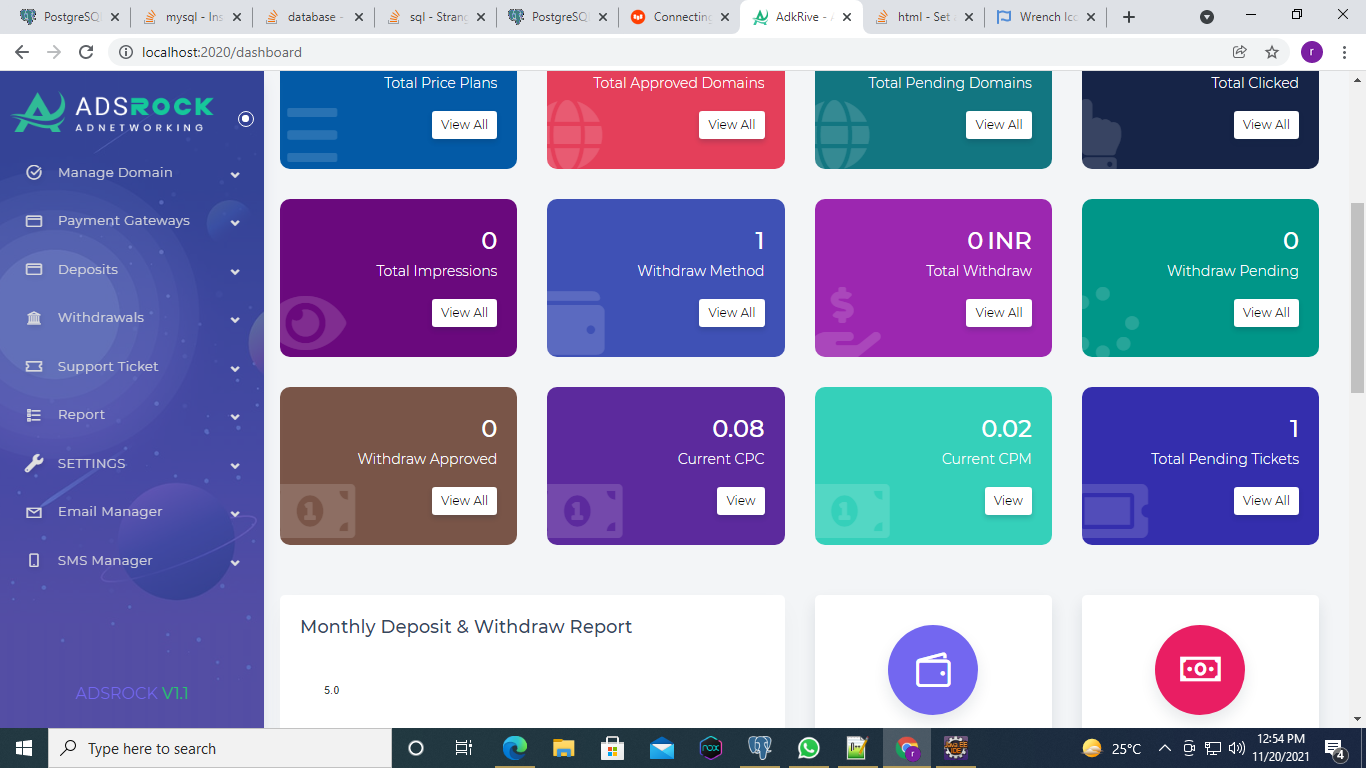 PostgreSQ
mysql - Ins
database -
sql - Strang
PostgreSQ
Connecting
AdkRive - A
html - Set
Wrench Ico
r
localhost:2020/dashboard
ADSROCK
ADNETWORKING
Manage Domain
Payment Gateways
Deposits
Withdrawals
Support Ticket
Report
SETTINGS
Email Manager
SMS Manager
ADSROCK V1.1
Total Price Plans
View All
Total Approved Domains
View All
Total Pending Domains
View All
Total Clicked
View All
0
Total Impressions
View All
1
Withdraw Method
View All
0 INR
Total Withdraw
View All
0
Withdraw Pending
View All
0
Withdraw Approved
View All
0.08
Current CPC
View
0.02
Current CPM
View
1
Total Pending Tickets
View All
Monthly Deposit & Withdraw Report
5.0
Type here to search
25°C
12:54 PM
11/20/2021
4